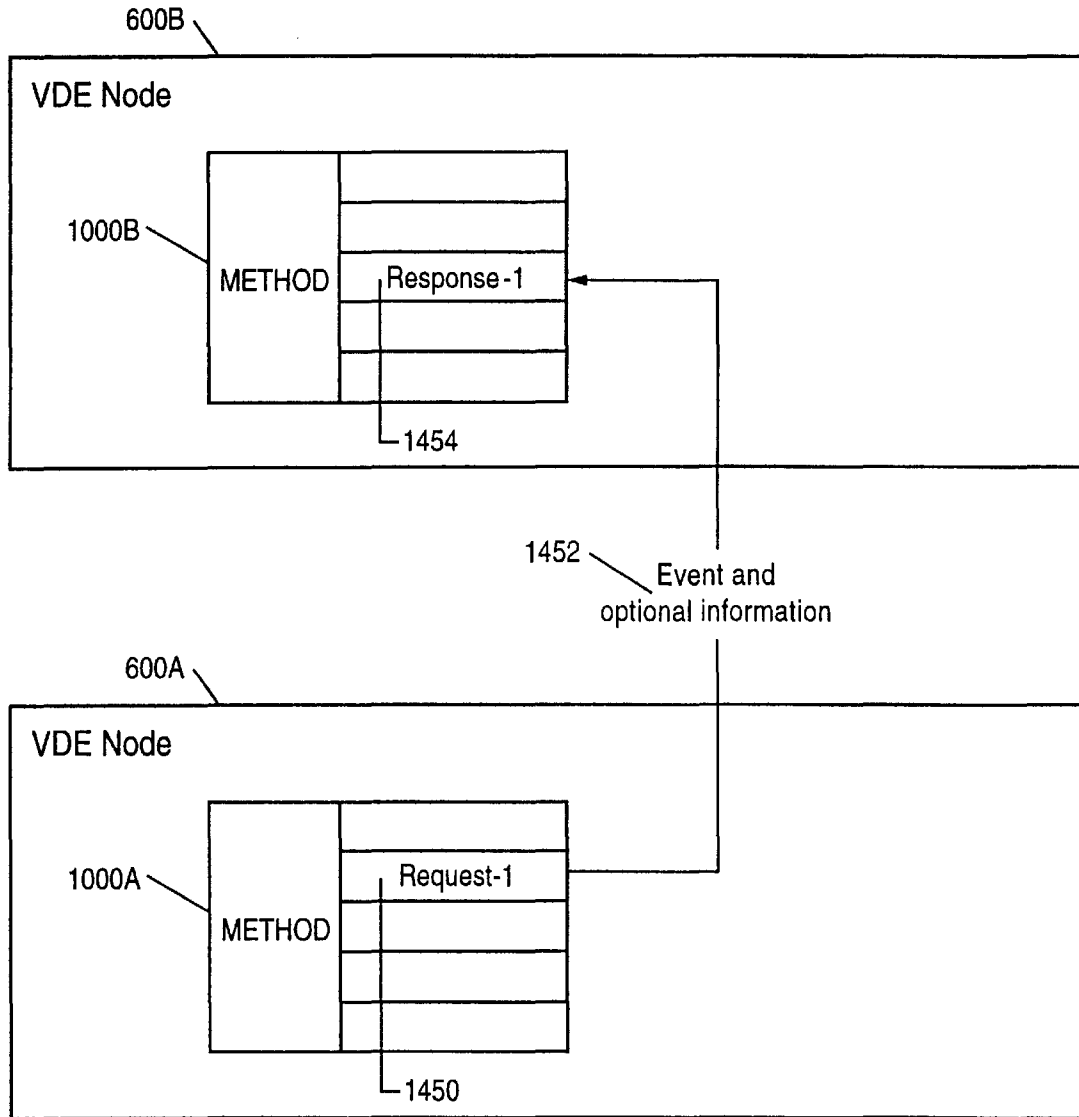 600B
VDE Node
1000B
METHOD
Response-1
1454
1452
Event and
optional information
600A
VDE Node
1000A
METHOD
Request-1
1450